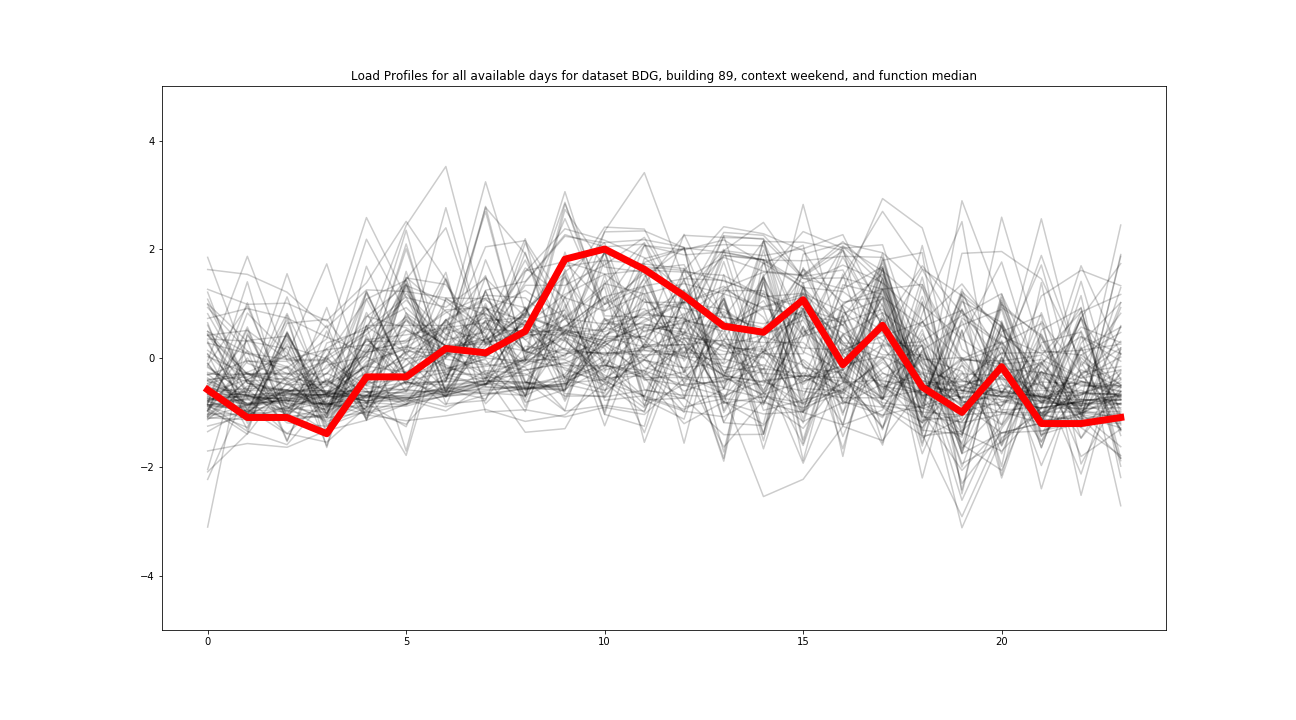 Load Profiles for all available days for dataset BDG, building 89, context weekend, and function median
4
2
0
−2
−4
0 5 10 15 20